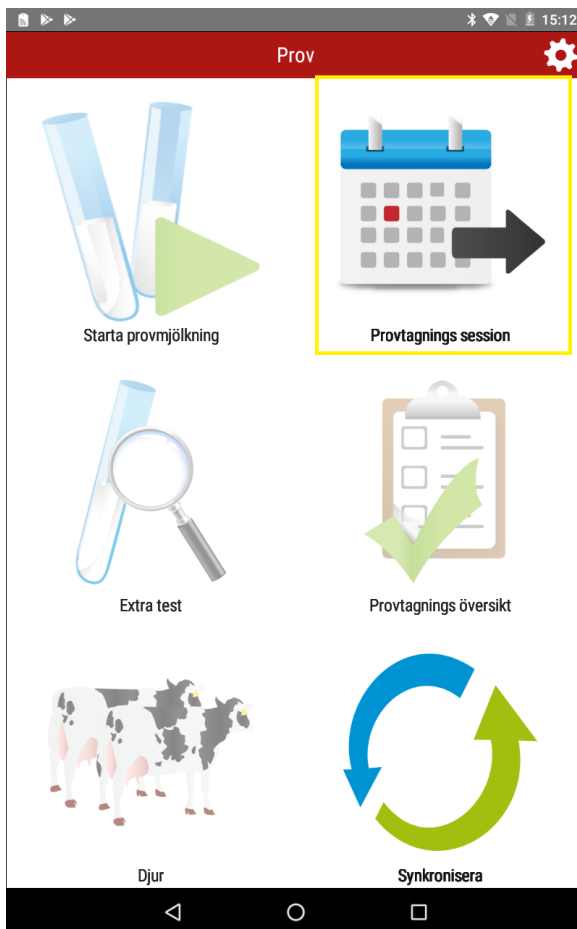 15:12
Prov
Starta provmjölkning
Provtagnings session
Extra test
Provtagnings översikt
Djur
Synkronisera